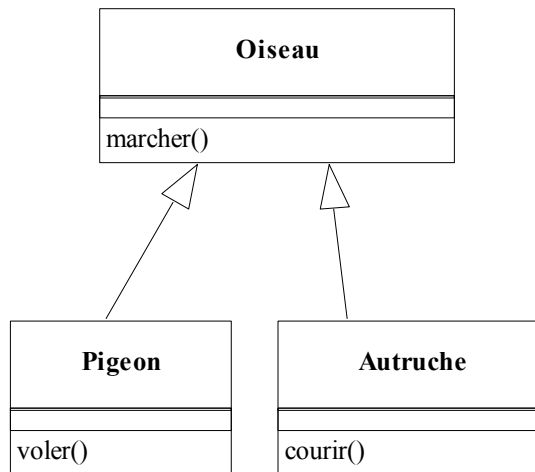 Oiseau
marcher()
Pigeon
voler()
Autruche
courir()